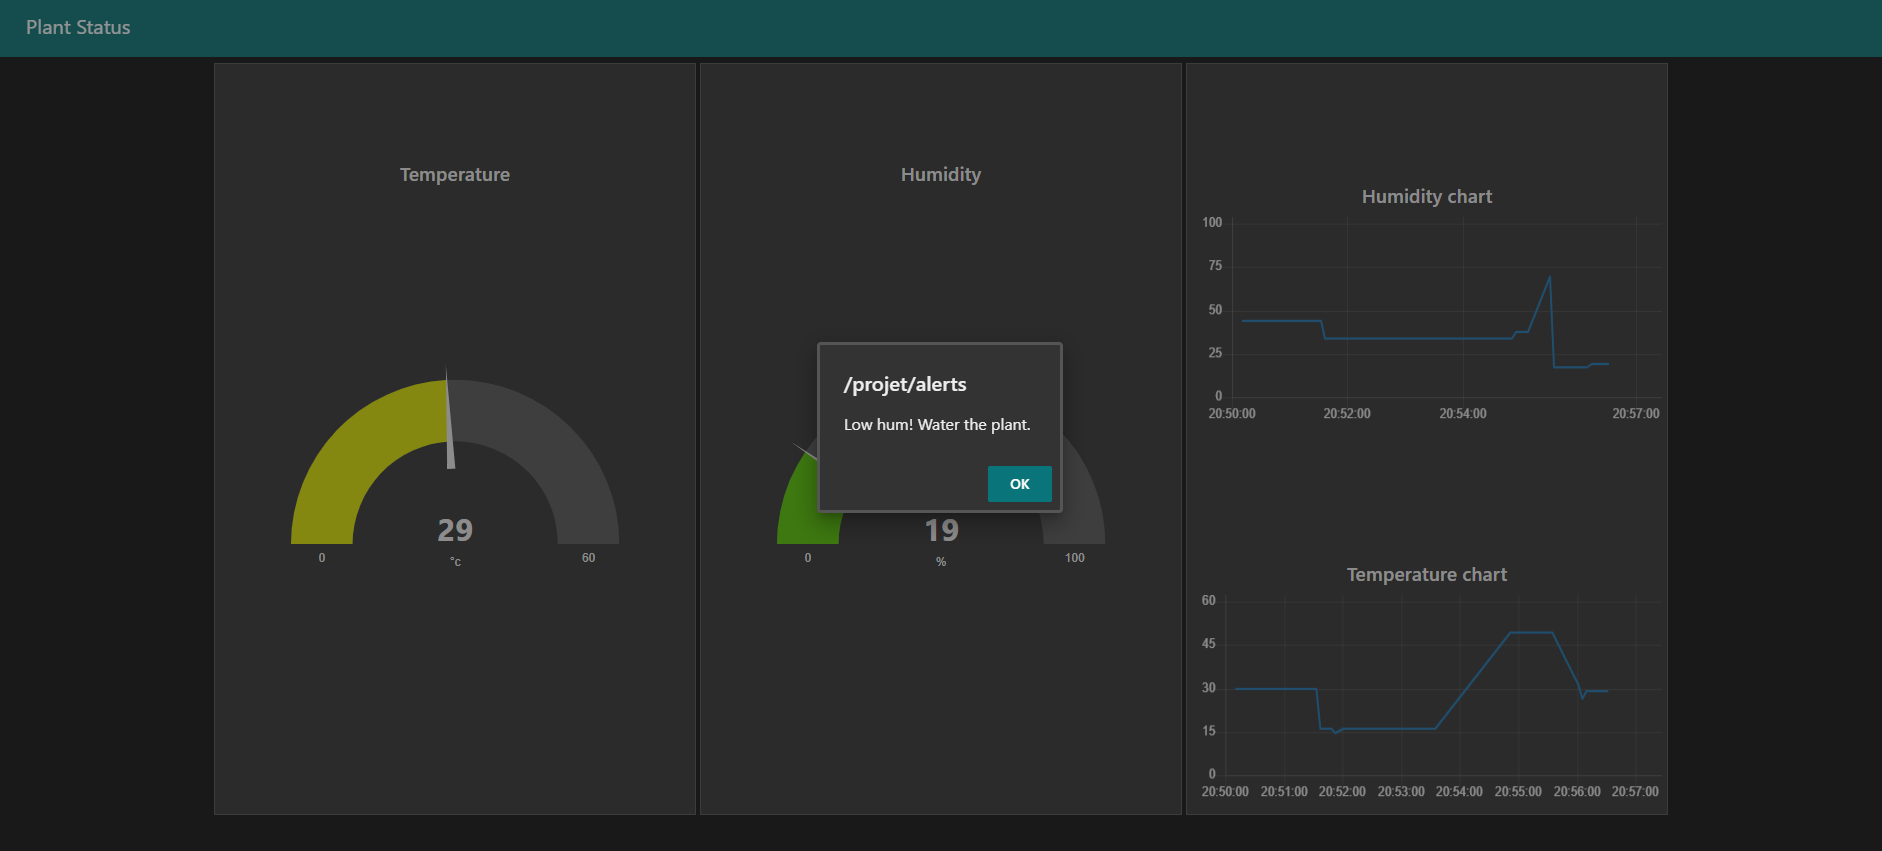 Plant Status
Temperature
29
°c
0
60
Humidity
19
%
0
100
/projet/alerts
Low hum! Water the plant.
OK
Humidity chart
100
75
50
25
0
20:50:00 20:52:00 20:54:00 20:57:00
Temperature chart
60
45
30
15
0
20:50:00 20:51:00 20:52:00 20:53:00 20:54:00 20:55:00 20:56:00 20:57:00